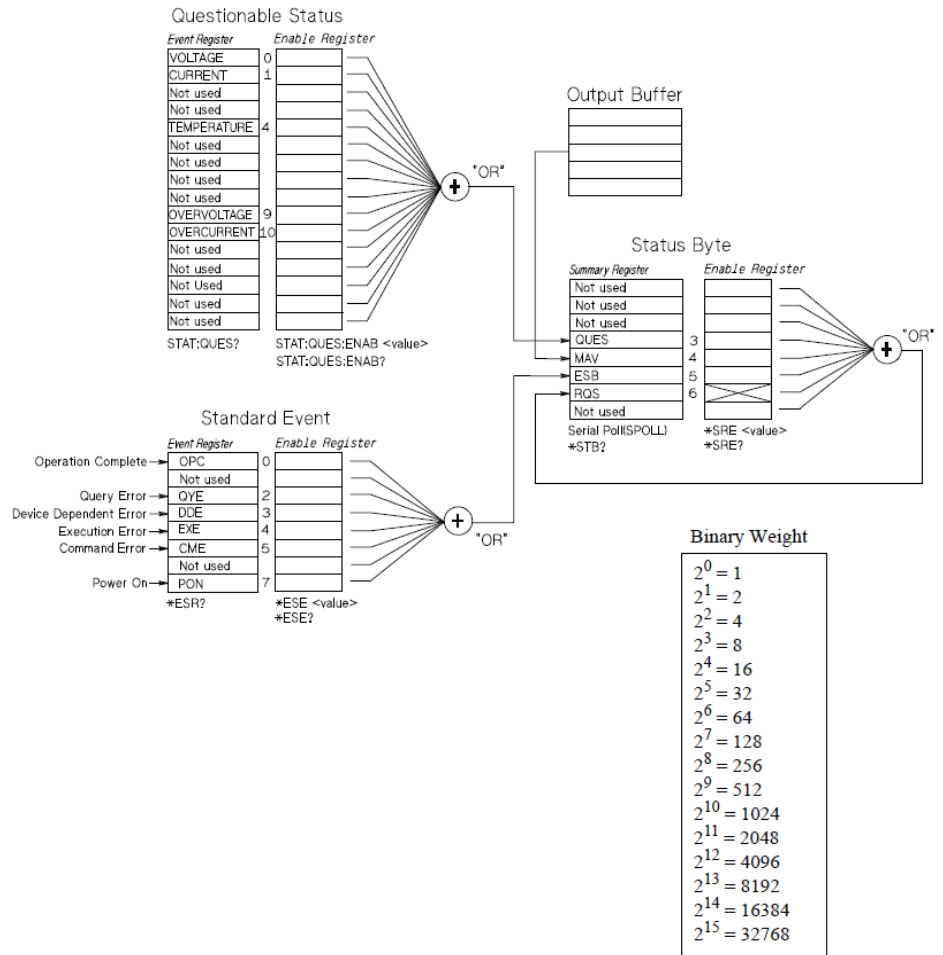 Questionable Status
Event Register Enable Register
VOLTAGE 0
CURRENT 1
Not used
Not used
TEMPERATURE 4
Not used
Not used
Not used
Not used
OVERVOLTAGE 9
OVERCURRENT 10
Not used
Not used
Not Used
Not used
Not used
STAT:QUES? STAT:QUES:ENAB <value>
STAT:QUES:ENAB?
+
"OR"
Output Buffer
Status Byte
Summary Register Enable Register
Not used
Not used
Not used
QUES 3
MAV 4
ESB 5
RQS 6
Not used
Serial Poll(SPOLL) *SRE <value>
*STB? *SRE?
+
"OR"
Standard Event
Event Register Enable Register
Operation Complete OPC 0
Not used
Query Error QYE 2
Device Dependent Error DDE 3
Execution Error EXE 4
Command Error CME 5
Not used
Power On PON 7
*ESR? *ESE <value>
*ESE?
+
"OR"
Binary Weight
2^0 = 1
2^1 = 2
2^2 = 4
2^3 = 8
2^4 = 16
2^5 = 32
2^6 = 64
2^7 = 128
2^8 = 256
2^9 = 512
2^10 = 1024
2^11 = 2048
2^12 = 4096
2^13 = 8192
2^14 = 16384
2^15 = 32768